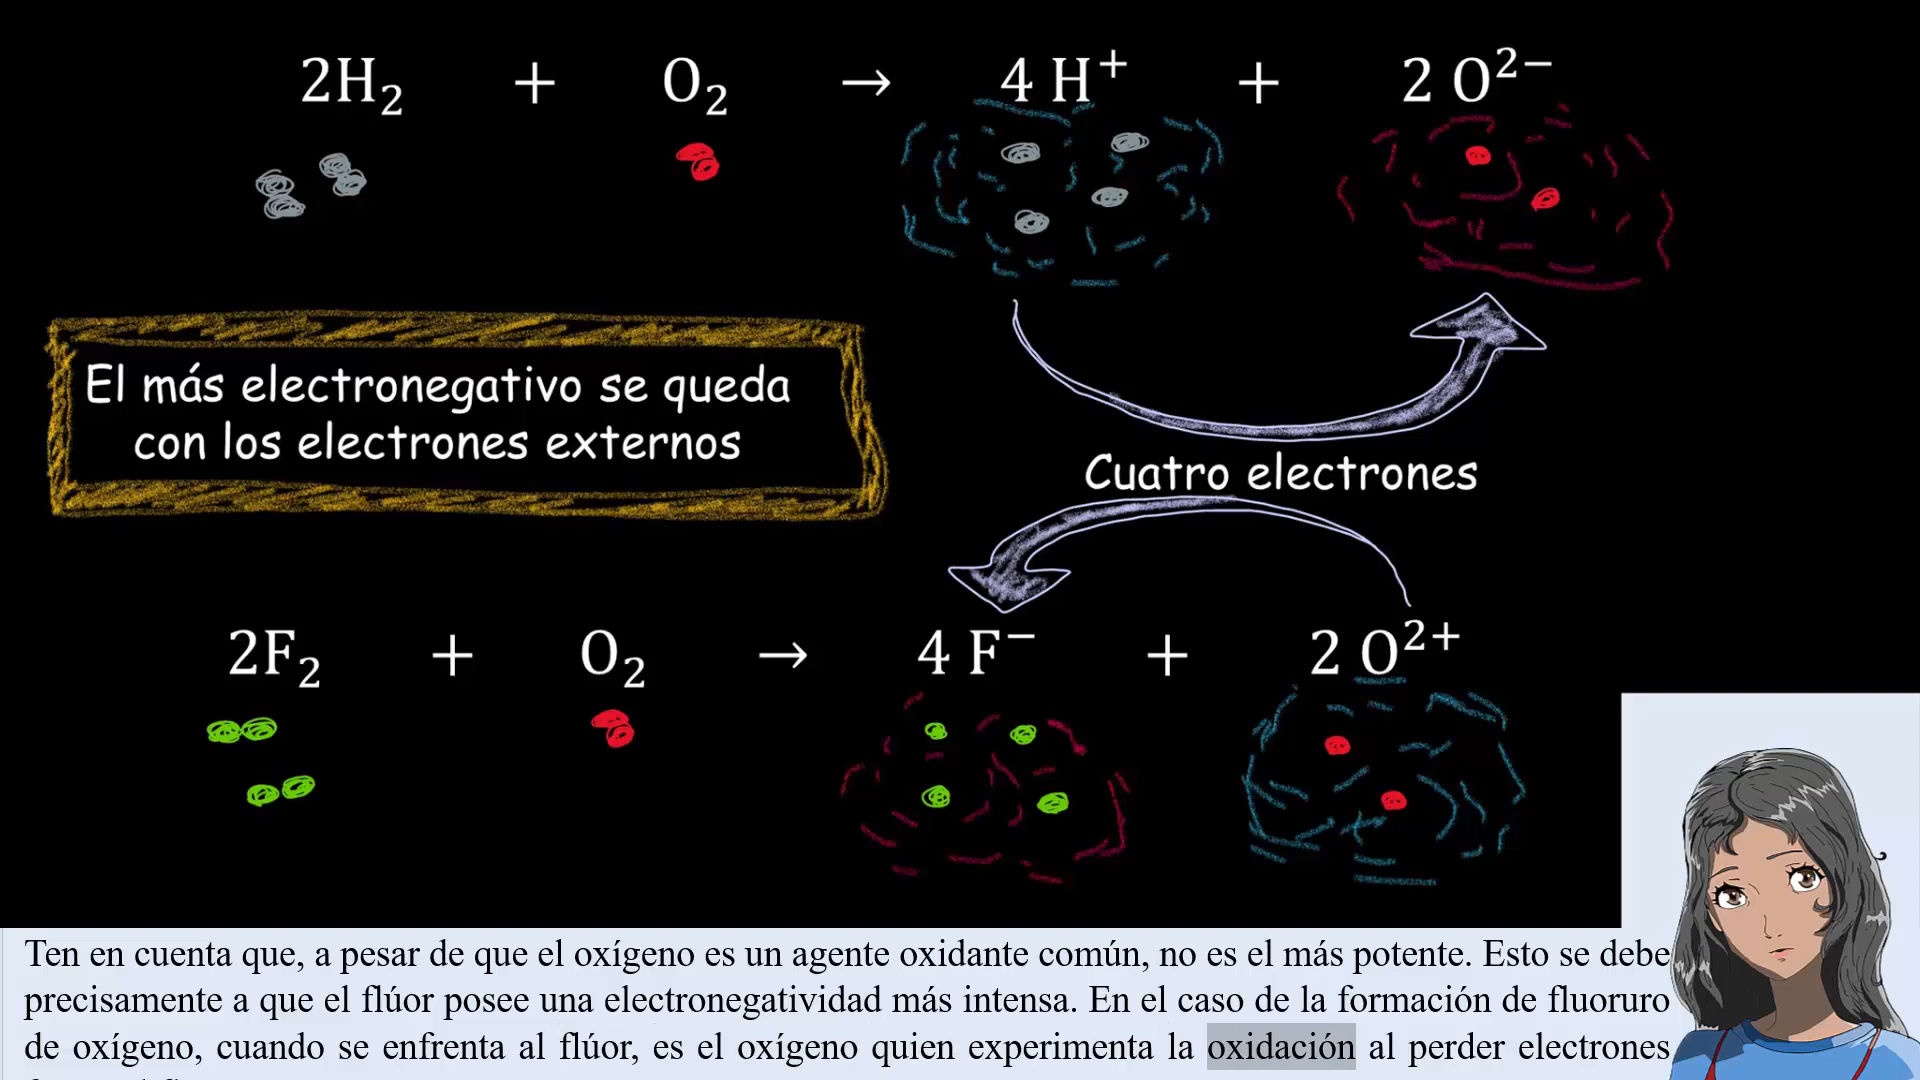 2H₂ + O₂ → 4 H⁺ + 2 O²⁻
El más electronegativo se queda
con los electrones externos
Cuatro electrones
2F₂ + O₂ → 4 F⁻ + 2 O²⁺
Ten en cuenta que, a pesar de que el oxígeno es un agente oxidante común, no es el más potente. Esto se debe
precisamente a que el flúor posee una electronegatividad más intensa. En el caso de la formación de fluoruro
de oxígeno, cuando se enfrenta al flúor, es el oxígeno quien experimenta la oxidación al perder electrones